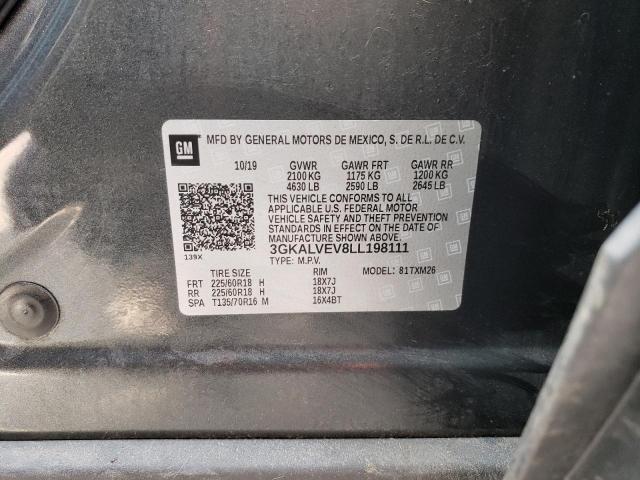 GM MFD BY GENERAL MOTORS DE MEXICO, S. DE R.L. DE C.V.
10/19 GVWR GAWR FRT GAWR RR
2100 KG 1175 KG 1200 KG
4630 LB 2590 LB 2645 LB
THIS VEHICLE CONFORMS TO ALL
APPLICABLE U.S. FEDERAL MOTOR
VEHICLE SAFETY AND THEFT PREVENTION
STANDARDS IN EFFECT ON THE DATE OF
MANUFACTURE SHOWN ABOVE.
139X 3GKALVEV8LL198111
TYPE: M.P.V.
TIRE SIZE RIM MODEL: 81TXM26
FRT 225/60R18 H 18X7J
RR 225/60R18 H 18X7J
SPA T135/70R16 M 16X4BT